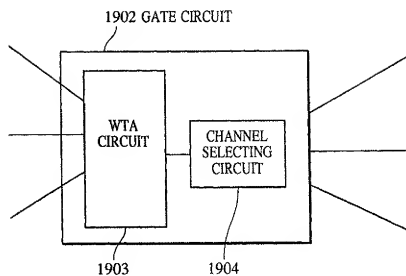 1902 GATE CIRCUIT
WTA
CIRCUIT
CHANNEL
SELECTING
CIRCUIT
1903
1904